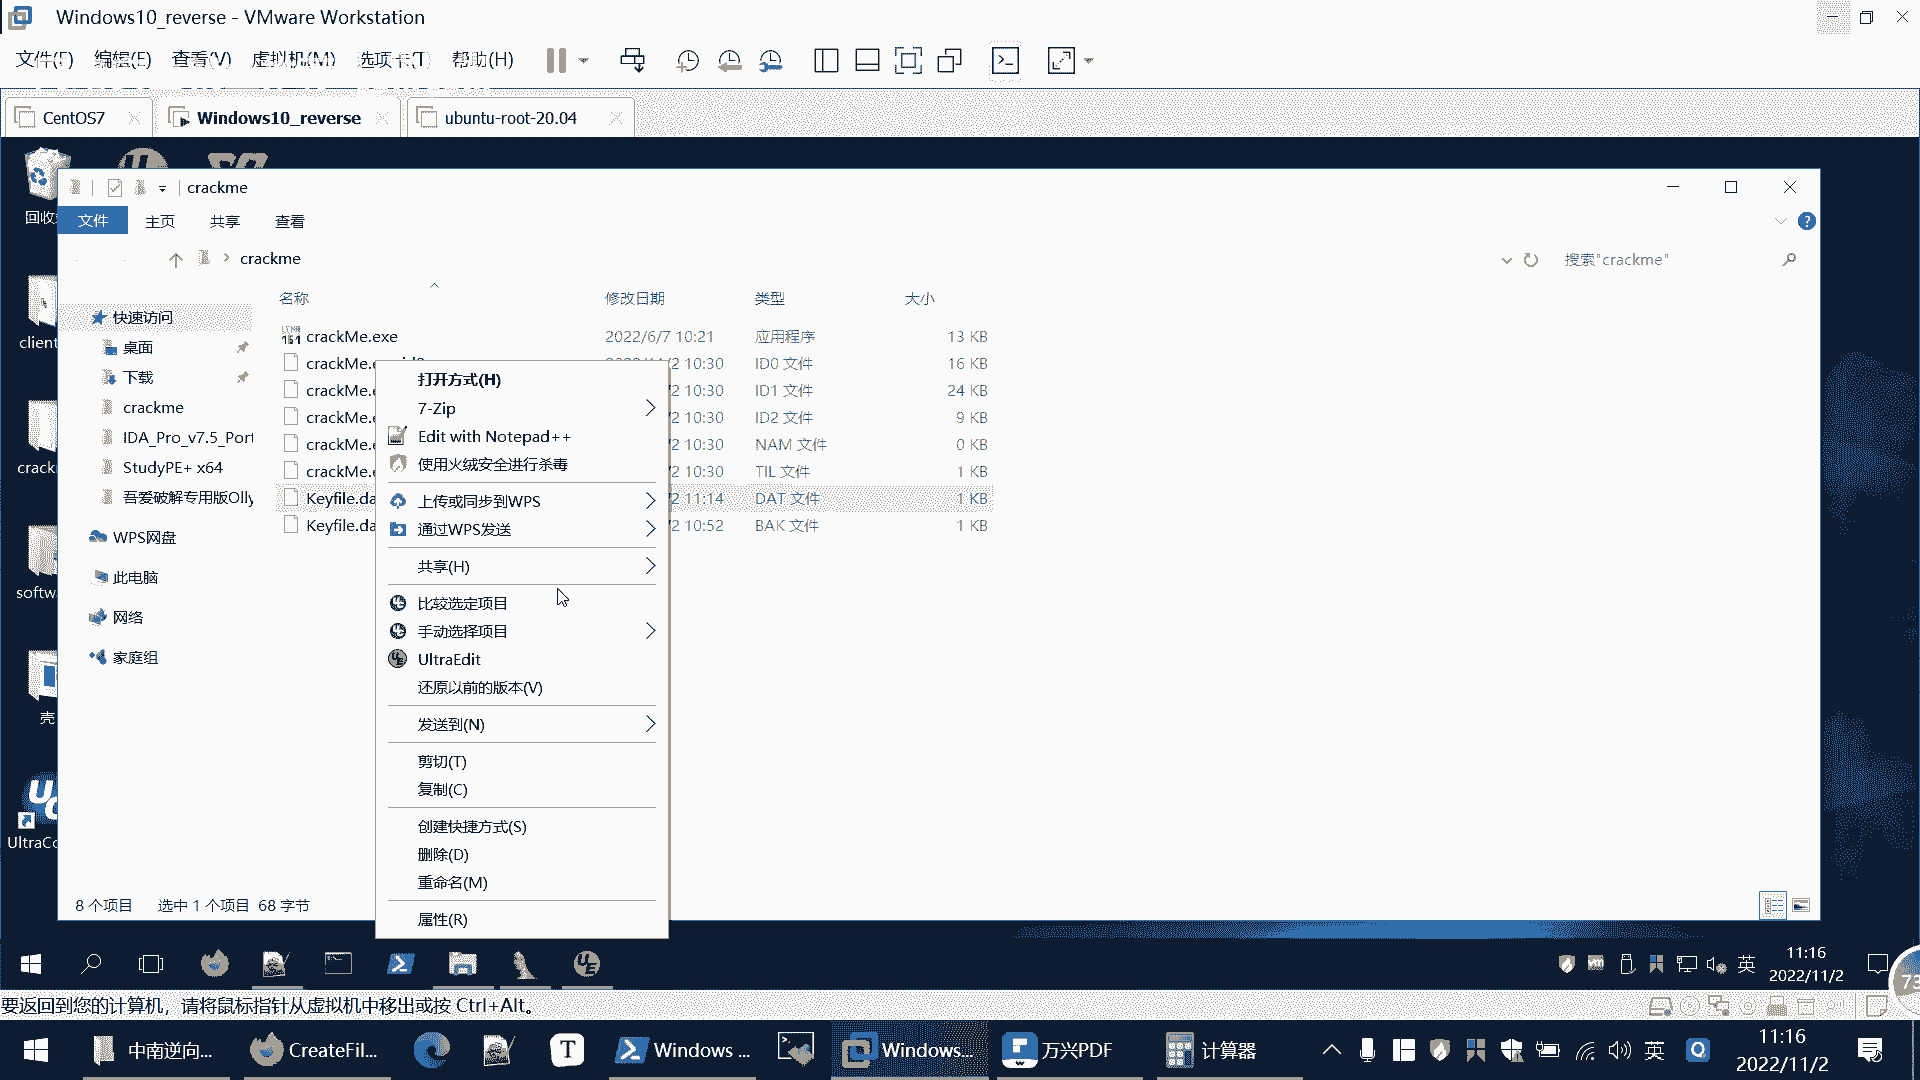 Windows10_reverse - VMware Workstation
文件(F) 编辑(E) 查看(V) 虚拟机(M) 选项卡(T) 帮助(H)
CentOS7 Windows10_reverse ubuntu-root-20.04
crackme
文件 主页 共享 查看
crackme
搜索"crackme"
名称 修改日期 类型 大小
快速访问
桌面
下载
crackme
IDA_Pro_v7.5_Port
StudyPE+ x64
吾爱破解专用版Olly
WPS网盘
此电脑
网络
家庭组
crackMe.exe 2022/6/7 10:21 应用程序 13 KB
crackMe.e 10:30 ID0 文件 16 KB
crackMe.e 2 10:30 ID1 文件 24 KB
crackMe.e 2 10:30 ID2 文件 9 KB
crackMe.e 2 10:30 NAM 文件 0 KB
crackMe.e 2 10:30 TIL 文件 1 KB
Keyfile.da 2 11:14 DAT 文件 1 KB
Keyfile.da 2 10:52 BAK 文件 1 KB
打开方式(H)
7-Zip
Edit with Notepad++
使用火绒安全进行杀毒
上传或同步到WPS
通过WPS发送
共享(H)
比较选定项目
手动选择项目
UltraEdit
还原以前的版本(V)
发送到(N)
剪切(T)
复制(C)
创建快捷方式(S)
删除(D)
重命名(M)
属性(R)
8 个项目 选中 1 个项目 68 字节
回收
client
crack
softw
壳
UltraCo
英
11:16
2022/11/2
73
要返回到您的计算机，请将鼠标指针从虚拟机中移出或按 Ctrl+Alt。
中南逆向... CreateFil... Windows ... Windows... 万兴PDF 计算器
英
11:16
2022/11/2